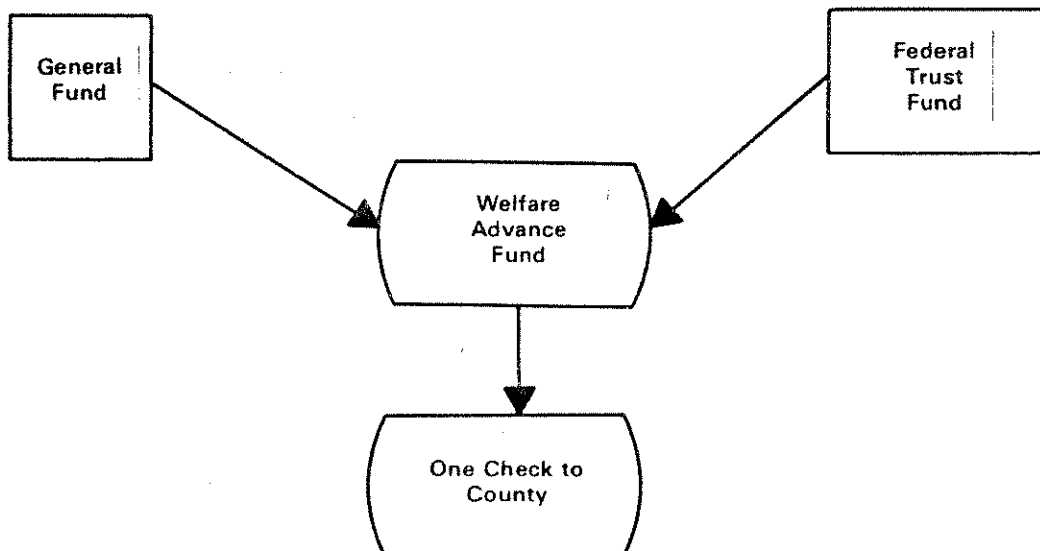 General
Fund
Federal
Trust
Fund
Welfare
Advance
Fund
One Check to
County